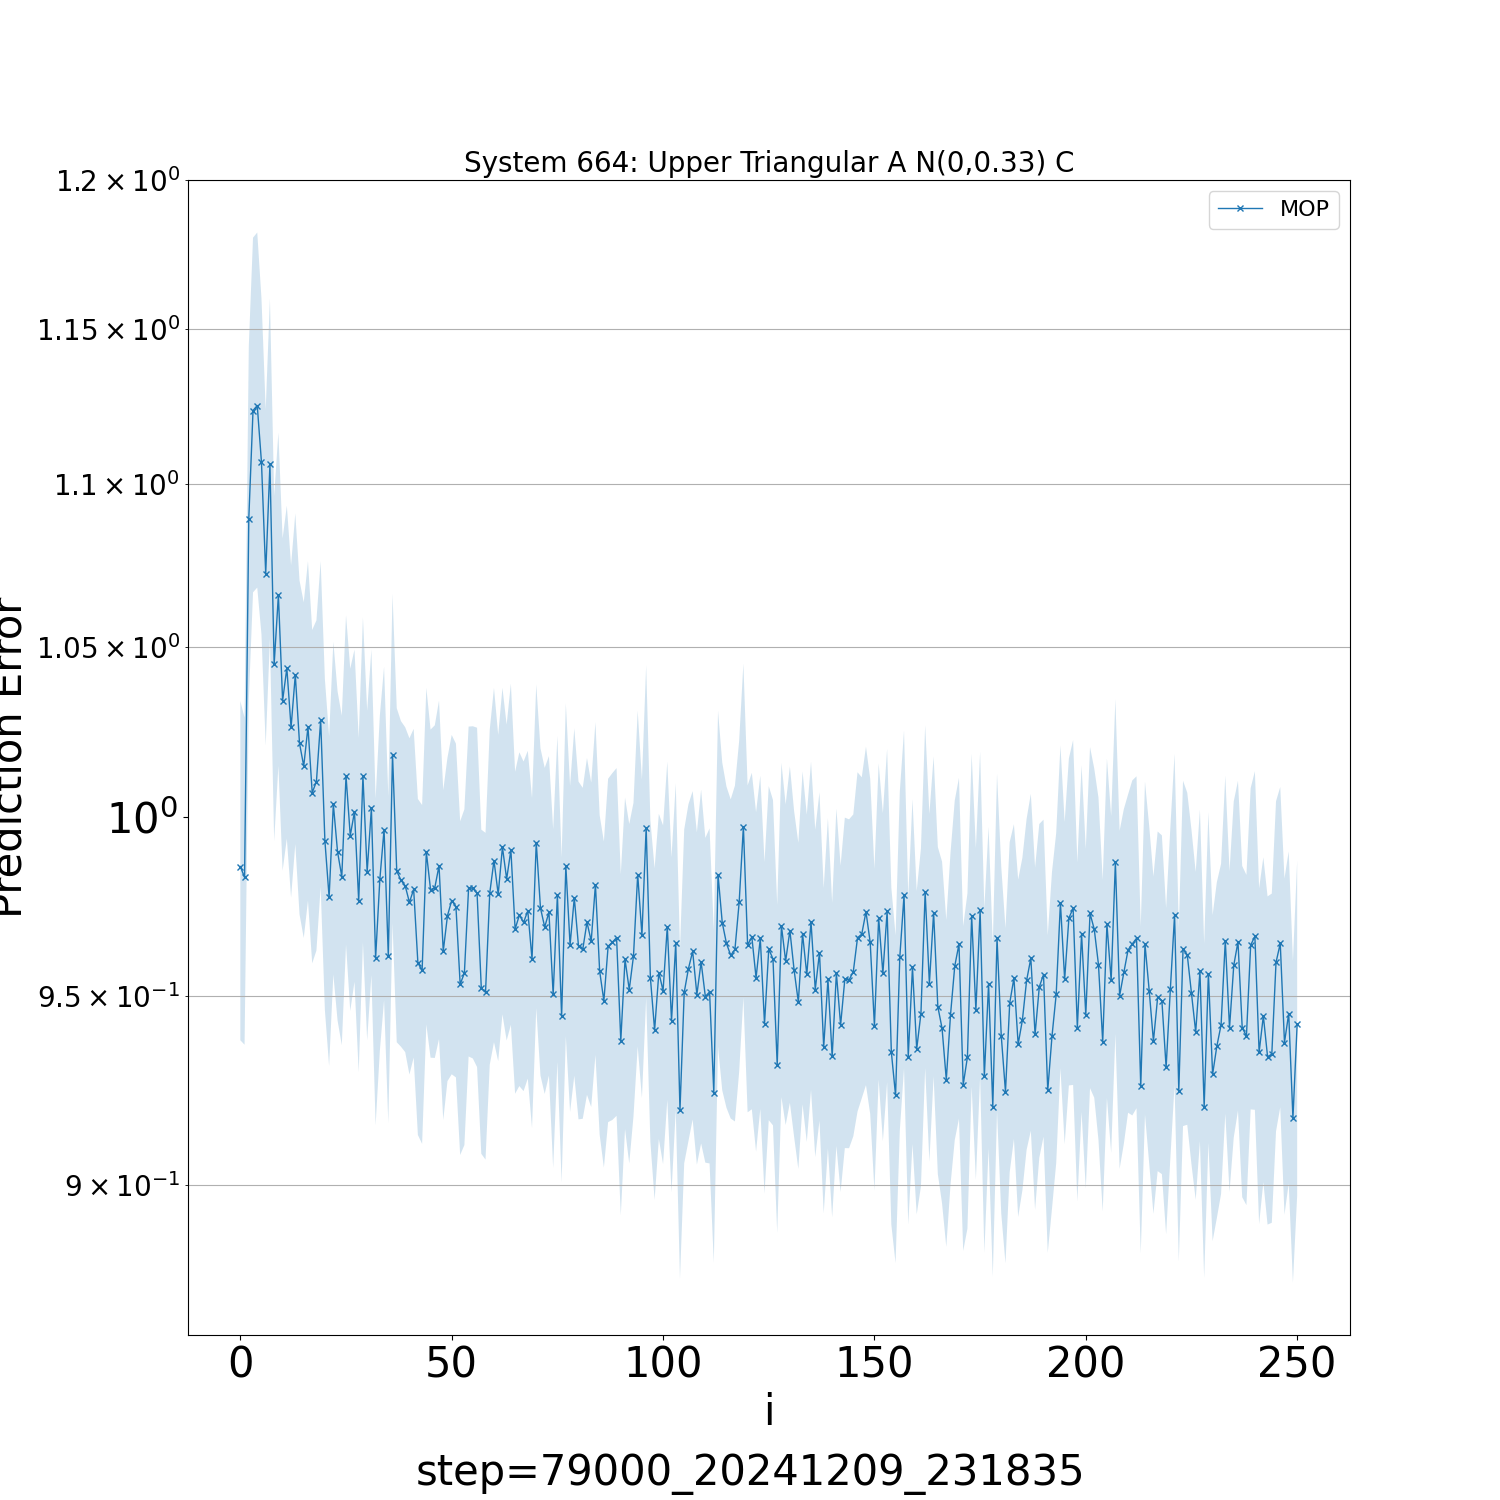 System 664: Upper Triangular A N(0,0.33) C
MOP
1.2 × 10⁰
1.15 × 10⁰
1.1 × 10⁰
1.05 × 10⁰
10⁰
9.5 × 10⁻¹
9 × 10⁻¹
Prediction Error
0 50 100 150 200 250
i
step=79000_20241209_231835